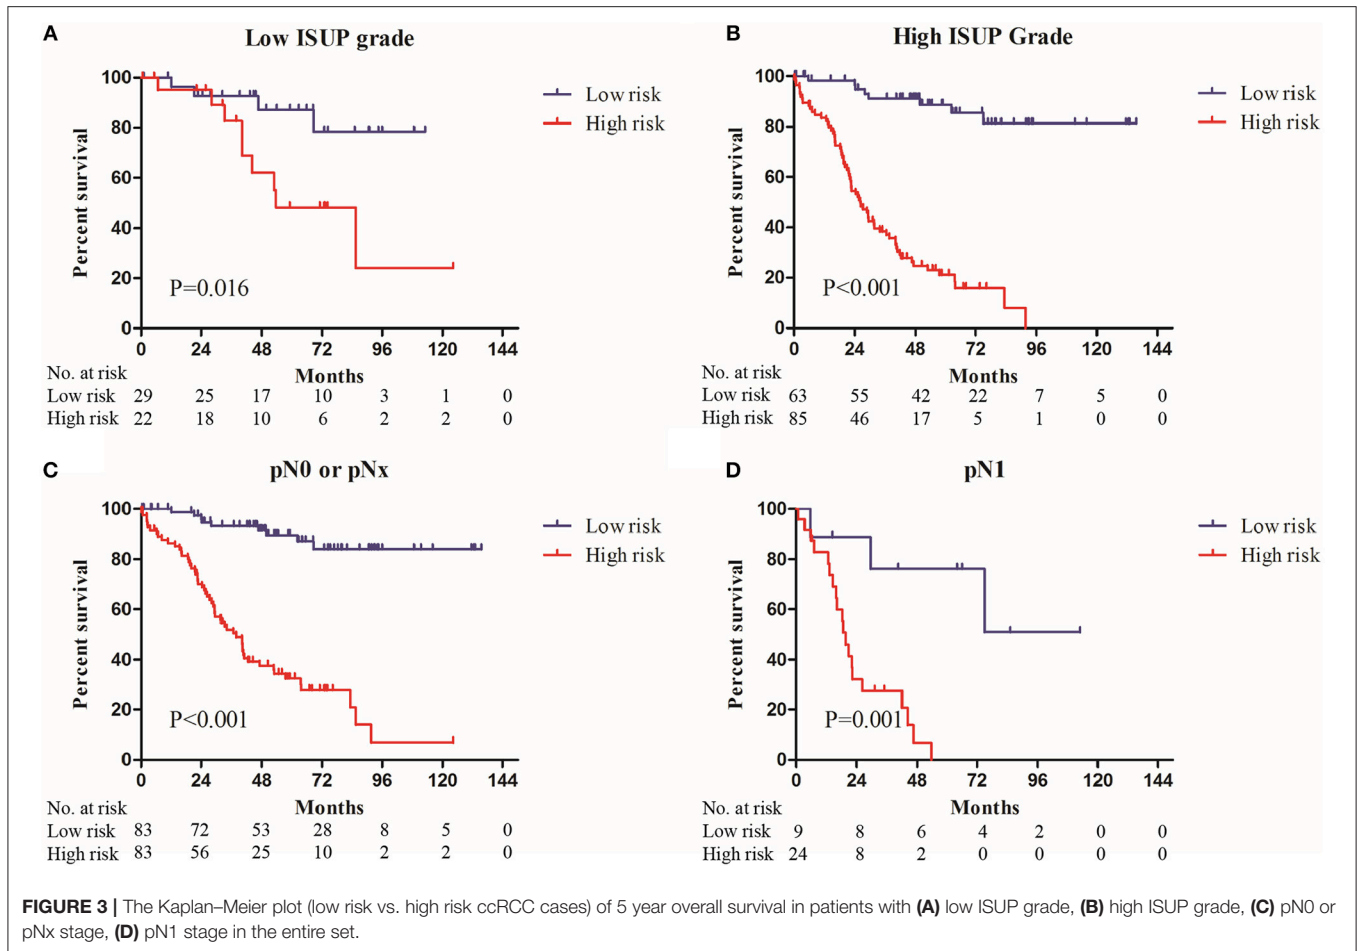 A
Low ISUP grade
Percent survival
100
80
60
40
20
0
P=0.016
Low risk
High risk
0 24 48 72 96 120 144
Months
No. at risk
Low risk 29 25 17 10 3 1 0
High risk 22 18 10 6 2 2 0
B
High ISUP Grade
Percent survival
100
80
60
40
20
0
P<0.001
Low risk
High risk
0 24 48 72 96 120 144
Months
No. at risk
Low risk 63 55 42 22 7 5 0
High risk 85 46 17 5 1 0 0
C
pN0 or pNx
Percent survival
100
80
60
40
20
0
P<0.001
Low risk
High risk
0 24 48 72 96 120 144
Months
No. at risk
Low risk 83 72 53 28 8 5 0
High risk 83 56 25 10 2 2 0
D
pN1
Percent survival
100
80
60
40
20
0
P=0.001
Low risk
High risk
0 24 48 72 96 120 144
Months
No. at risk
Low risk 9 8 6 4 2 0 0
High risk 24 8 2 0 0 0 0
FIGURE 3 | The Kaplan–Meier plot (low risk vs. high risk ccRCC cases) of 5 year overall survival in patients with (A) low ISUP grade, (B) high ISUP grade, (C) pN0 or
pNx stage, (D) pN1 stage in the entire set.